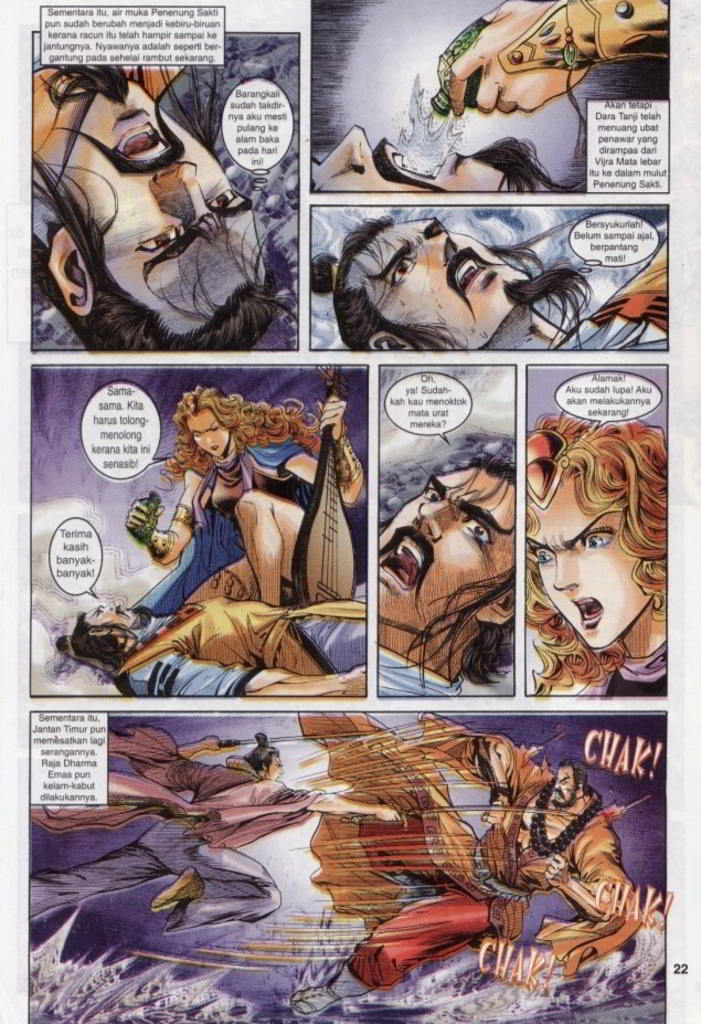 Sementara itu, air muka Penenung Sakti
pun sudah berubah menjadi kebiru-biruan
kerana racun itu telah hampir sampai ke
jantungnya. Nyawanya adalah seperti ber-
gantung pada sehelai rambut sekarang.
Barangkali
sudah takdir-
nya aku mesti
pulang ke
alam baka
pada hari
ini!
Akan tetapi
Dara Tanji telah
menuang ubat
penawar yang
dirampas dari
Vijra Mata lebar
itu ke dalam mulut
Penenung Sakti.
Bersyukurlah!
Belum sampai ajal,
berpantang
mati!
Sama-
sama. Kita
harus tolong-
menolong
kerana kita ini
senasib!
Terima
kasih
banyak-
banyak!
Oh,
ya! Sudah-
kah kau menoktok
mata urat
mereka?
Alamak!
Aku sudah lupa! Aku
akan melakukannya
sekarang!
Sementara itu,
Jantan Timur pun
memesatkan lagi
serangannya.
Raja Dharma
Emas pun
kelam-kabut
dilakukannya.
CHAK!
CHAK!
CHAK!
22